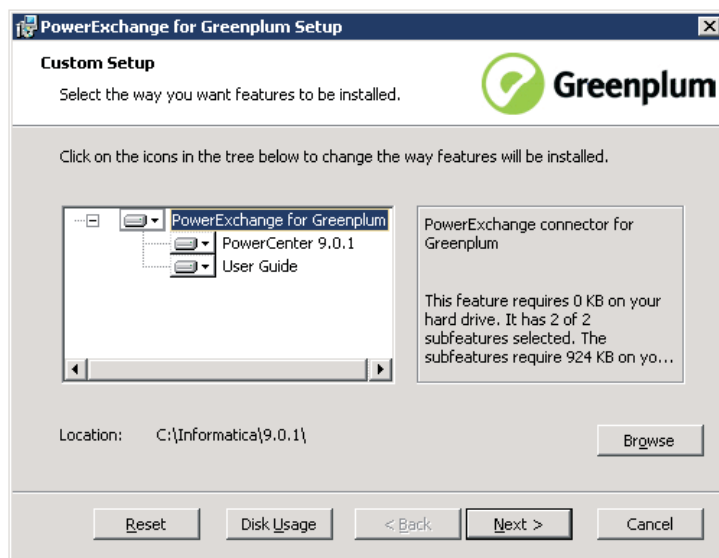 PowerExchange for Greenplum Setup
Custom Setup
Select the way you want features to be installed.
Greenplum
Click on the icons in the tree below to change the way features will be installed.
PowerExchange for Greenplum
PowerCenter 9.0.1
User Guide
PowerExchange connector for
Greenplum
This feature requires 0 KB on your
hard drive. It has 2 of 2
subfeatures selected. The
subfeatures require 924 KB on yo...
Location: C:\Informatica\9.0.1\
Browse
Reset Disk Usage < Back Next > Cancel